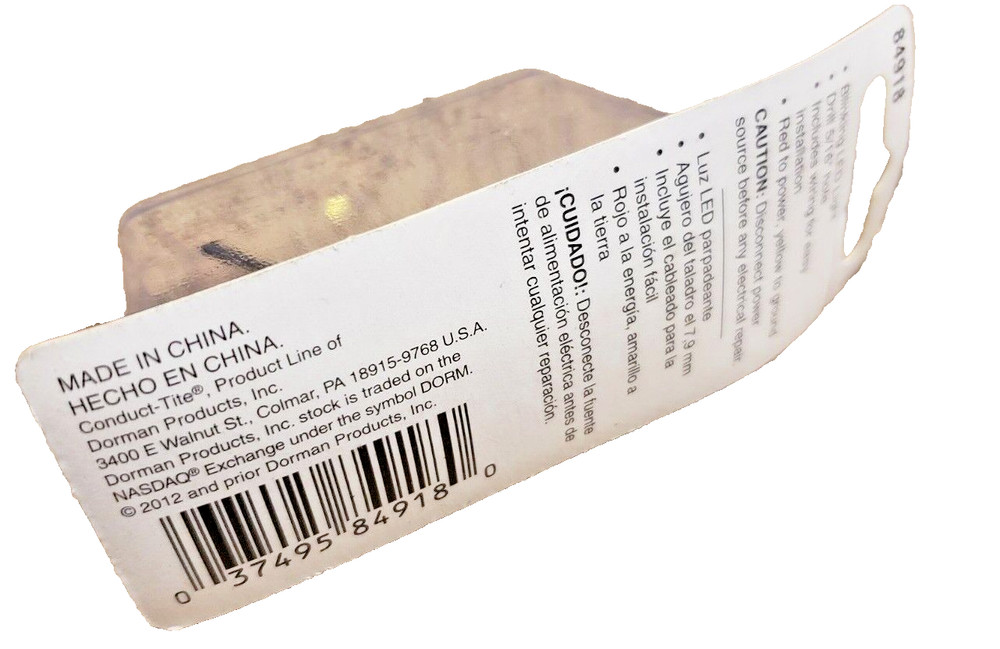 84918
• Blinking LED Light
• Drill 5/16" hole
• Includes wiring for easy
installation
• Red to power, yellow to ground
CAUTION: Disconnect power
source before any electrical repair.
• Luz LED parpadeante
• Agujero del taladro el 7,9 mm
• Incluye el cableado para la
instalación fácil
• Rojo a la energía, amarillo a
la tierra
¡CUIDADO!: Desconecte la fuente
de alimentación eléctrica antes de
intentar cualquier reparación.
MADE IN CHINA.
HECHO EN CHINA.
Conduct-Tite®, Product Line of
Dorman Products, Inc.
3400 E Walnut St., Colmar, PA 18915-9768 U.S.A.
Dorman Products, Inc. stock is traded on the
NASDAQ® Exchange under the symbol DORM.
© 2012 and prior Dorman Products, Inc.
0 37495 84918 0